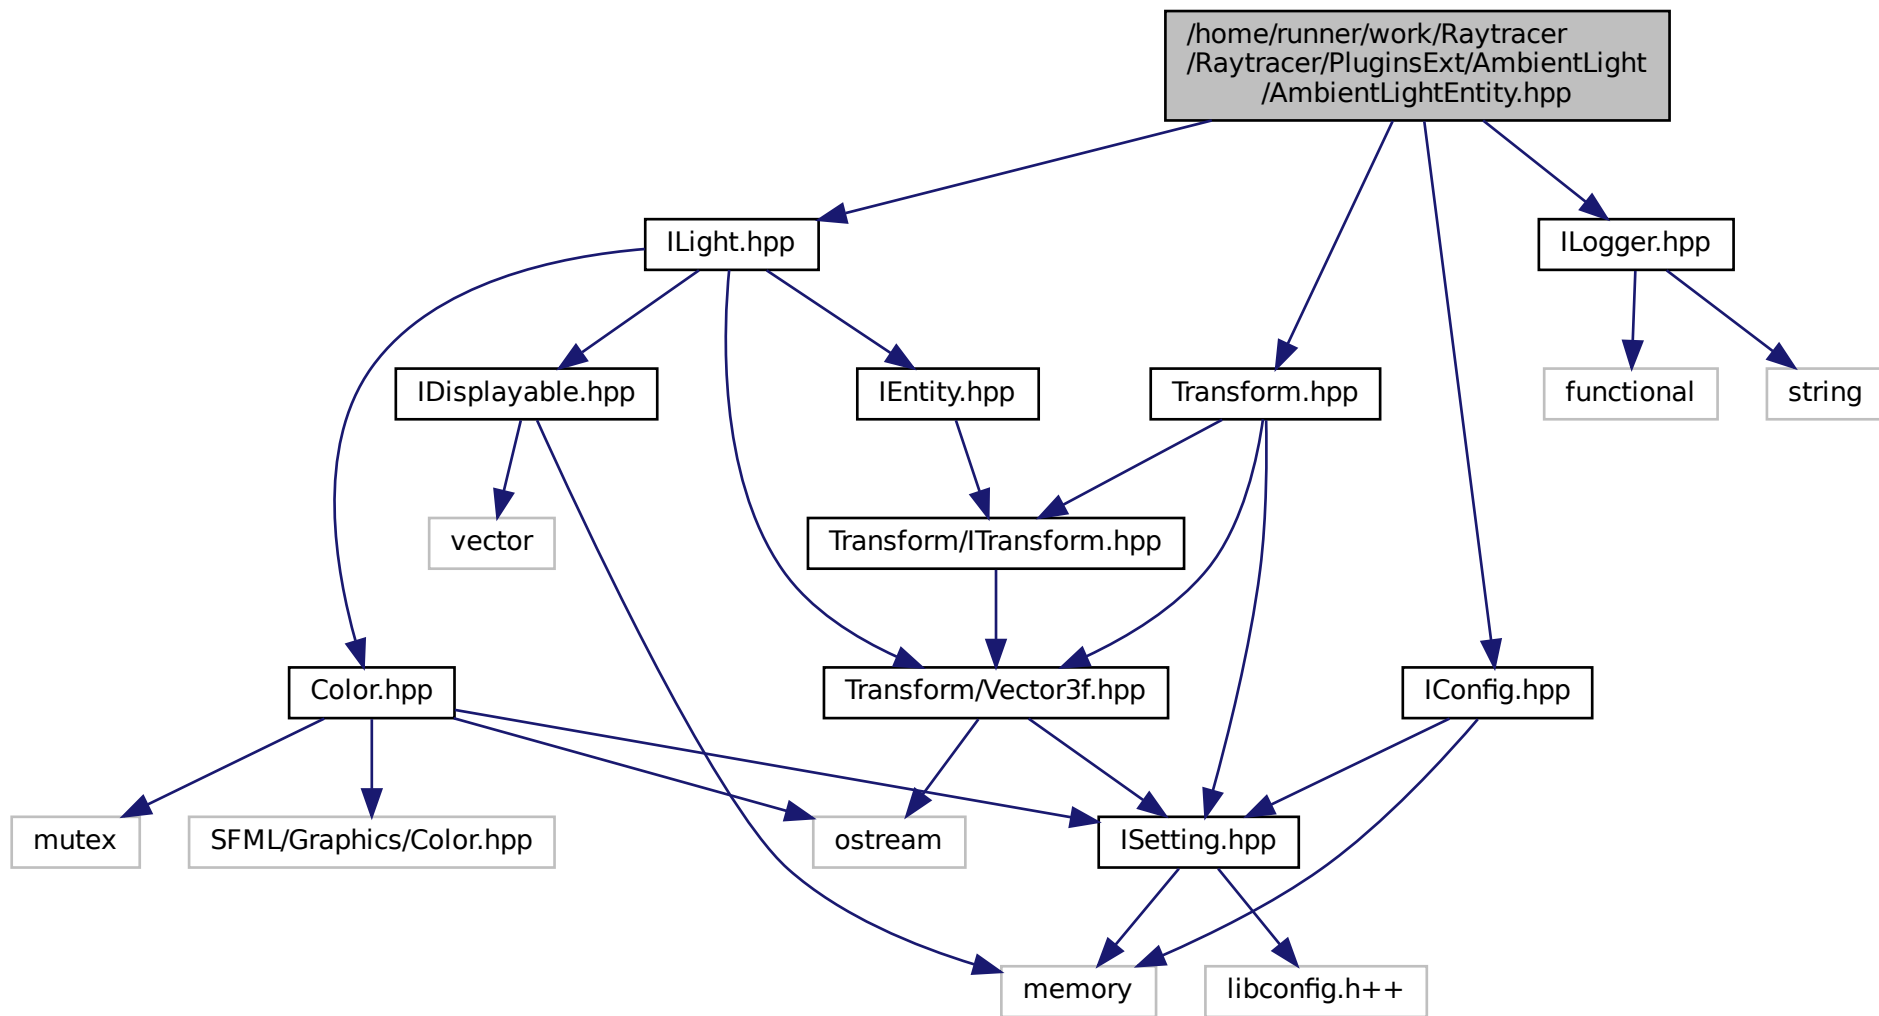 /home/runner/work/Raytracer
/Raytracer/PluginsExt/AmbientLight
/AmbientLightEntity.hpp
ILight.hpp
ILogger.hpp
IDisplayable.hpp
IEntity.hpp
Transform.hpp
functional
string
vector
Transform/ITransform.hpp
Color.hpp
Transform/Vector3f.hpp
IConfig.hpp
mutex
SFML/Graphics/Color.hpp
ostream
ISetting.hpp
memory
libconfig.h++